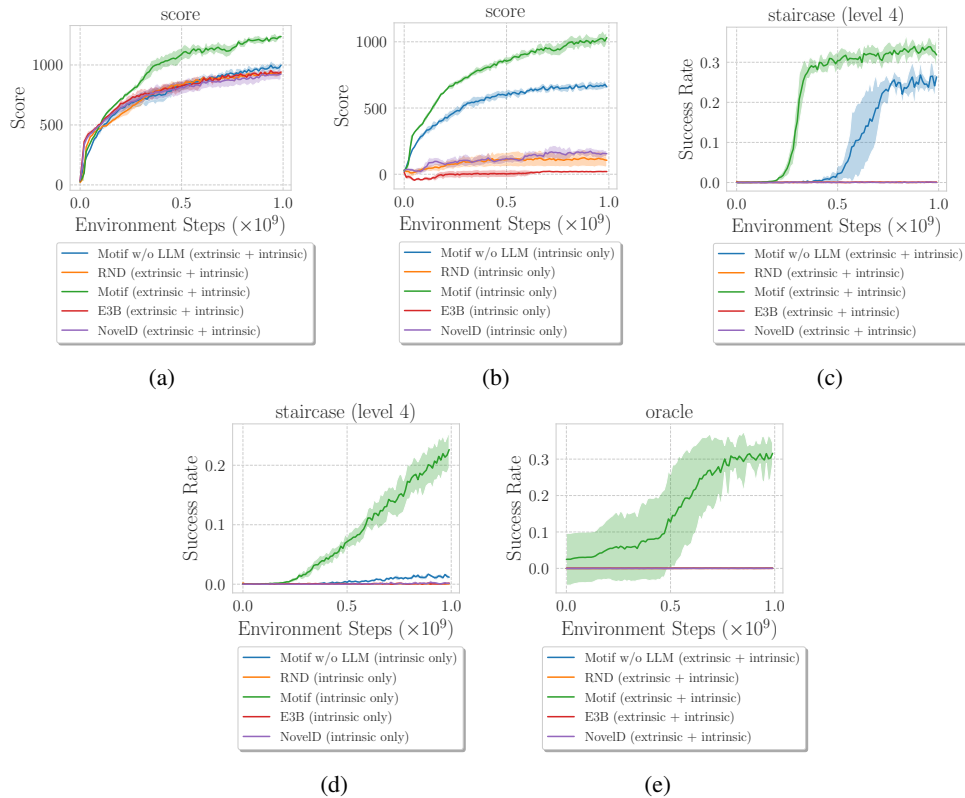 score
Score
1000
500
0
0.0
0.5
1.0
Environment Steps (×10⁹)
Motif w/o LLM (extrinsic + intrinsic)
RND (extrinsic + intrinsic)
Motif (extrinsic + intrinsic)
E3B (extrinsic + intrinsic)
NovelD (extrinsic + intrinsic)
(a)
score
Score
1000
500
0
0.0
0.5
1.0
Environment Steps (×10⁹)
Motif w/o LLM (intrinsic only)
RND (intrinsic only)
Motif (intrinsic only)
E3B (intrinsic only)
NovelD (intrinsic only)
(b)
staircase (level 4)
Success Rate
0.3
0.2
0.1
0.0
0.0
0.5
1.0
Environment Steps (×10⁹)
Motif w/o LLM (extrinsic + intrinsic)
RND (extrinsic + intrinsic)
Motif (extrinsic + intrinsic)
E3B (extrinsic + intrinsic)
NovelD (extrinsic + intrinsic)
(c)
staircase (level 4)
Success Rate
0.2
0.1
0.0
0.0
0.5
1.0
Environment Steps (×10⁹)
Motif w/o LLM (intrinsic only)
RND (intrinsic only)
Motif (intrinsic only)
E3B (intrinsic only)
NovelD (intrinsic only)
(d)
oracle
Success Rate
0.3
0.2
0.1
0.0
0.0
0.5
1.0
Environment Steps (×10⁹)
Motif w/o LLM (extrinsic + intrinsic)
RND (extrinsic + intrinsic)
Motif (extrinsic + intrinsic)
E3B (extrinsic + intrinsic)
NovelD (extrinsic + intrinsic)
(e)